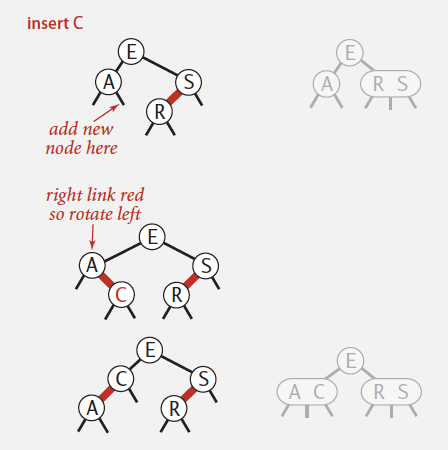 insert C
E
E
A
S
A
R S
R
add new
node here
right link red
so rotate left
E
A
S
C
R
E
E
C
S
A C
R S
A
R